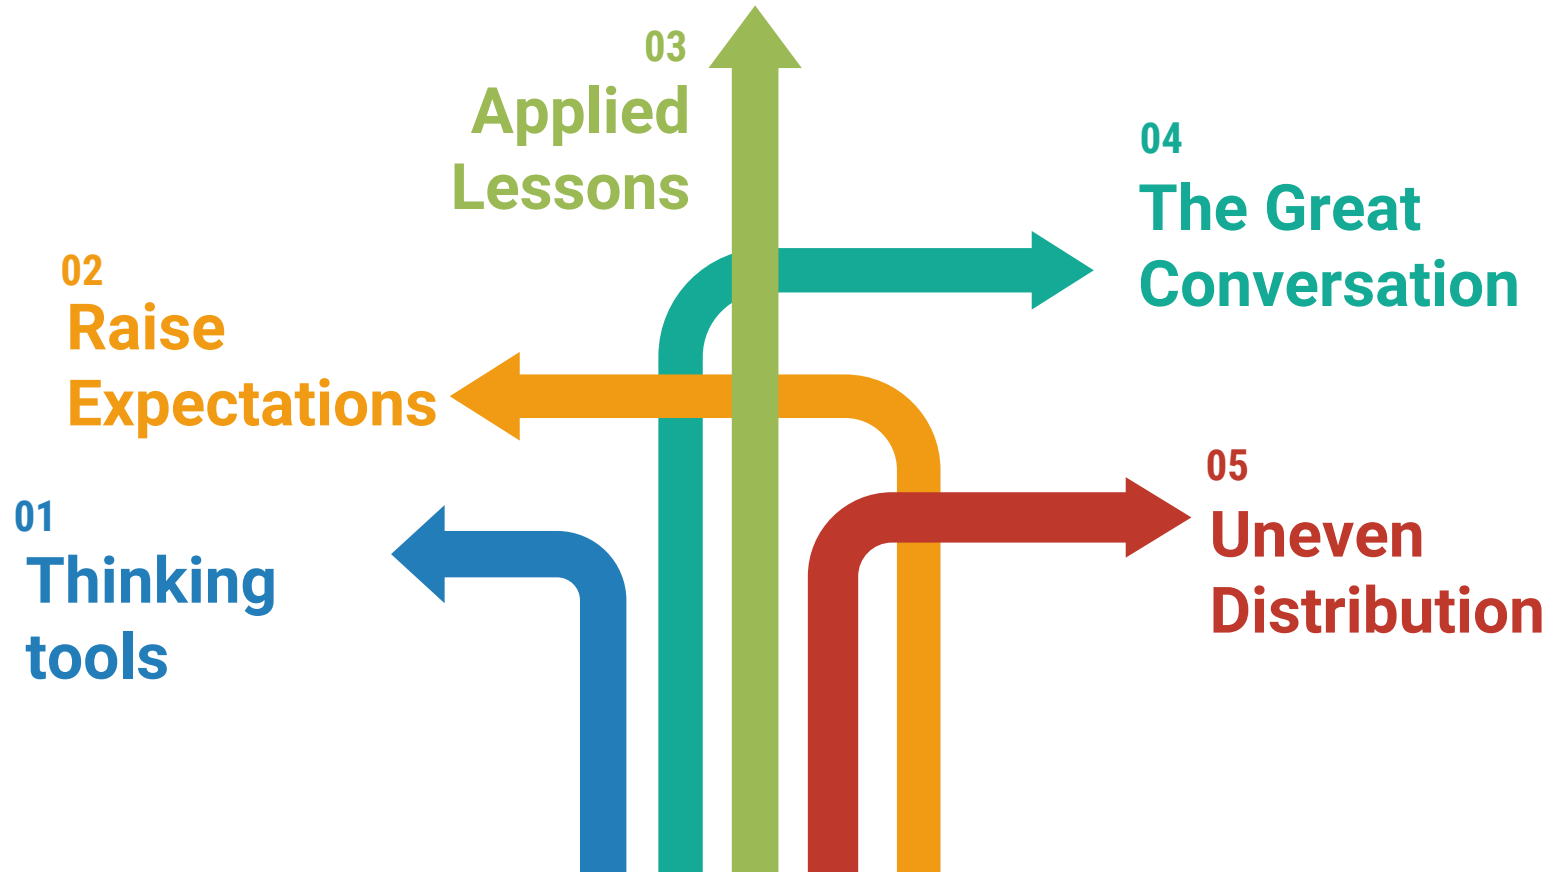 01
Thinking
tools
02
Raise
Expectations
03
Applied
Lessons
04
The Great
Conversation
05
Uneven
Distribution